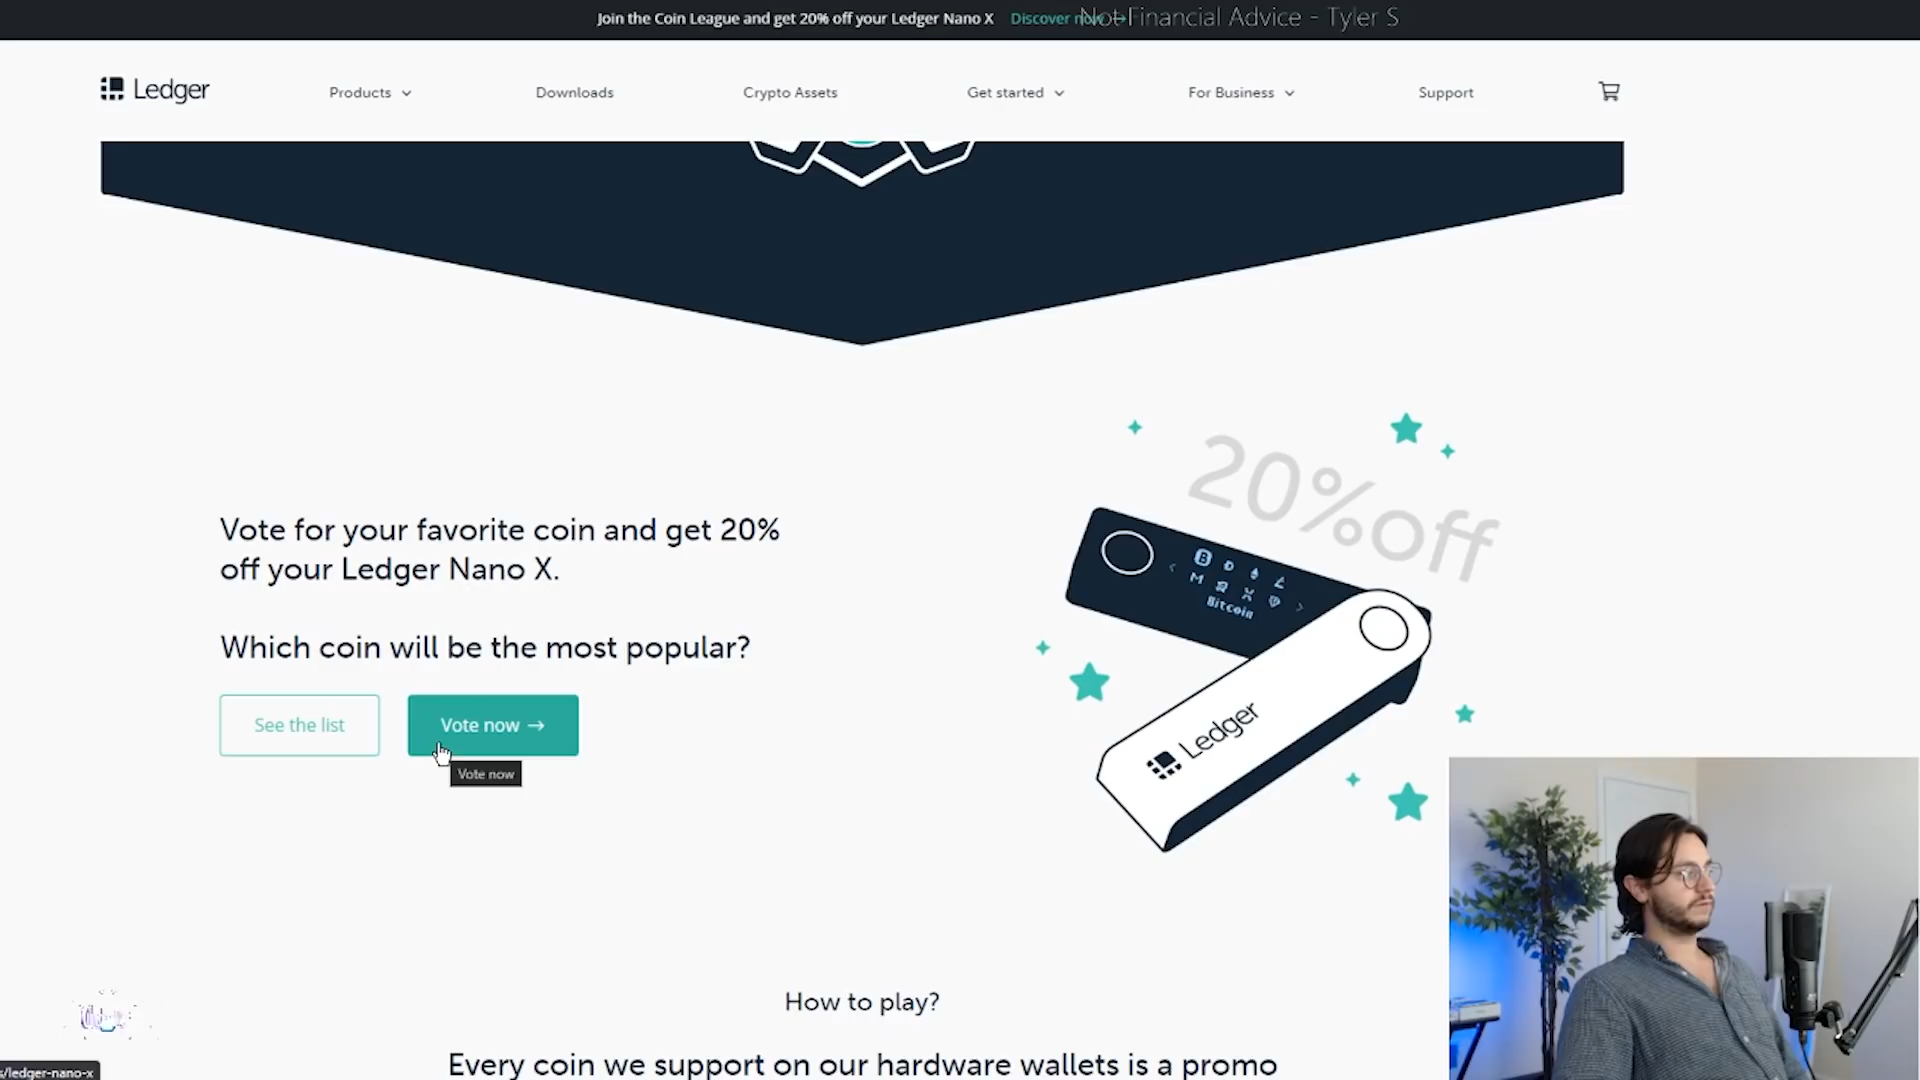 Join the Coin League and get 20% off your Ledger Nano X Discover now
Not Financial Advice - Tyler S
Ledger
Products
Downloads
Crypto Assets
Get started
For Business
Support
20%off
Vote for your favorite coin and get 20%
off your Ledger Nano X.
Bitcoin
Which coin will be the most popular?
Ledger
See the list
Vote now →
Vote now
How to play?
Every coin we support on our hardware wallets is a promo
s/ledger-nano-x